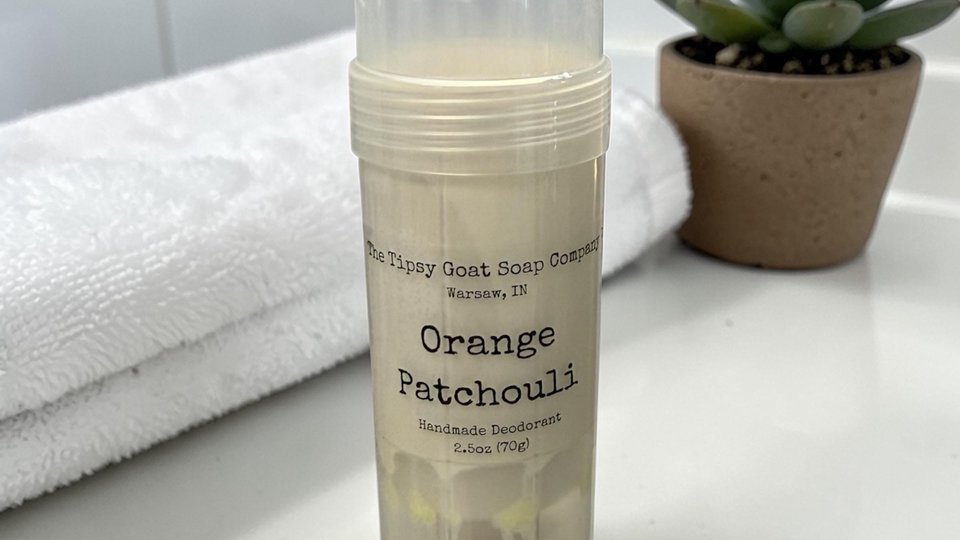 The Tipsy Goat Soap Company
Warsaw, IN
Orange
Patchouli
Handmade Deodorant
2.5oz (70g)